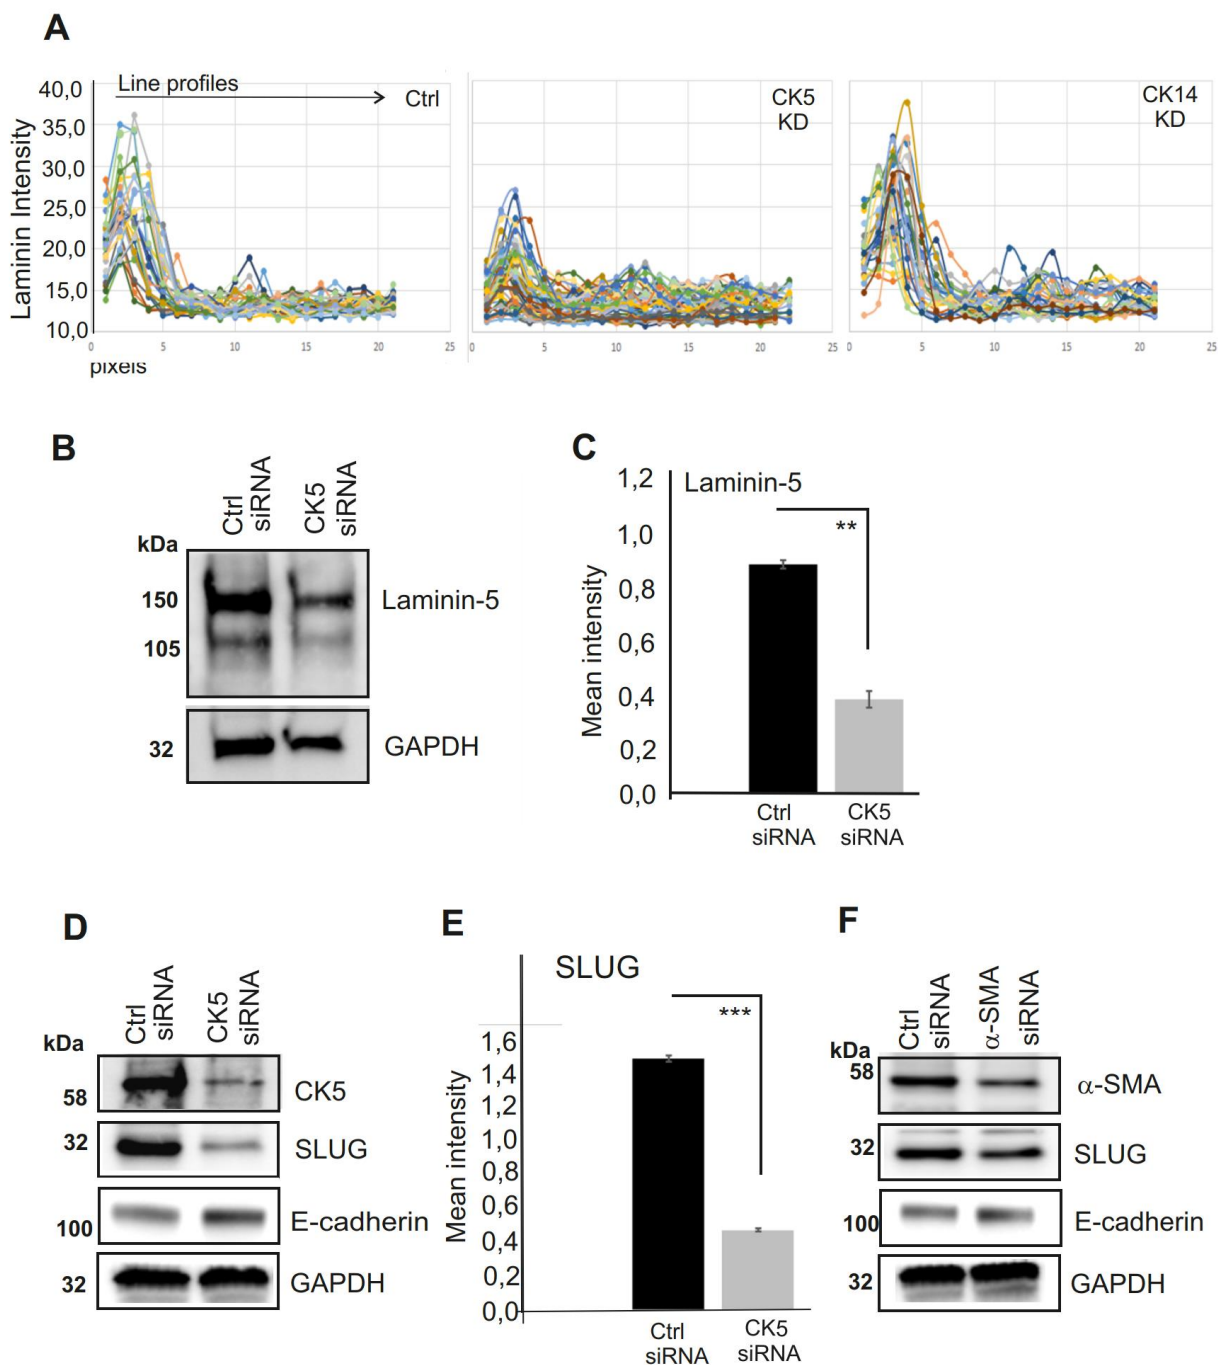 A
Line profiles
Ctrl
CK5
KD
CK14
KD
Laminin Intensity
40,0
35,0
30,0
25,0
20,0
15,0
10,0
0 5 10 15 20 25
0 5 10 15 20 25
0 5 10 15 20 25
pixels
B
Ctrl
siRNA
CK5
siRNA
kDa
150
105
Laminin-5
32
GAPDH
C
Laminin-5
**
Mean intensity
1,2
1,0
0,8
0,6
0,4
0,2
0,0
Ctrl
siRNA
CK5
siRNA
D
Ctrl
siRNA
CK5
siRNA
kDa
58
CK5
32
SLUG
100
E-cadherin
32
GAPDH
E
SLUG
***
Mean intensity
1,6
1,4
1,2
1,0
0,8
0,6
0,4
0,2
0,0
Ctrl
siRNA
CK5
siRNA
F
Ctrl
siRNA
α-SMA
siRNA
kDa
58
α-SMA
32
SLUG
100
E-cadherin
32
GAPDH